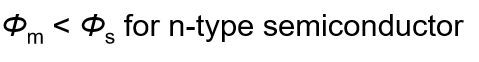 Φm < Φs for n-type semiconductor